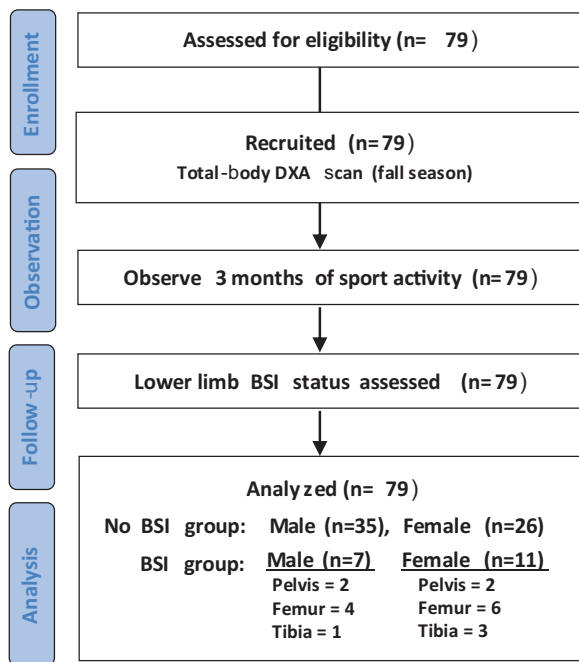 Enrollment
Assessed for eligibility (n= 79)
Recruited (n=79)
Total-body DXA scan (fall season)
Observation
Observe 3 months of sport activity (n=79)
Follow-up
Lower limb BSI status assessed (n=79)
Analysis
Analyzed (n= 79)
No BSI group: Male (n=35), Female (n=26)
BSI group: Male (n=7) Female (n=11)
Pelvis = 2 Pelvis = 2
Femur = 4 Femur = 6
Tibia = 1 Tibia = 3